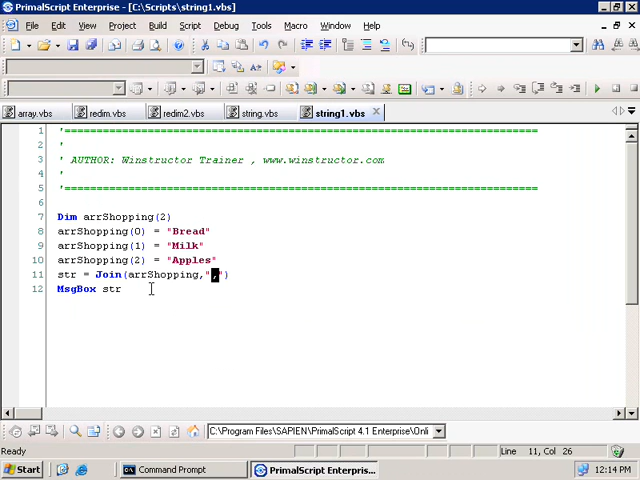 PrimalScript Enterprise - [C:\Scripts\string1.vbs]
File Edit View Project Build Script Debug Tools Macro Window Help
array.vbs redim.vbs redim2.vbs string.vbs string1.vbs
1 '==========================================================================
2 '
3 ' AUTHOR: Winstructor Trainer , www.winstructor.com
4 '
5 '==========================================================================
6
7 Dim arrShopping(2)
8 arrShopping(0) = "Bread"
9 arrShopping(1) = "Milk"
10 arrShopping(2) = "Apples"
11 str = Join(arrShopping,",")
12 MsgBox str
C:\Program Files\SAPIEN\PrimalScript 4.1 Enterprise\Onli
Ready Line 11, Col 26
Start Command Prompt PrimalScript Enterpris... 12:14 PM